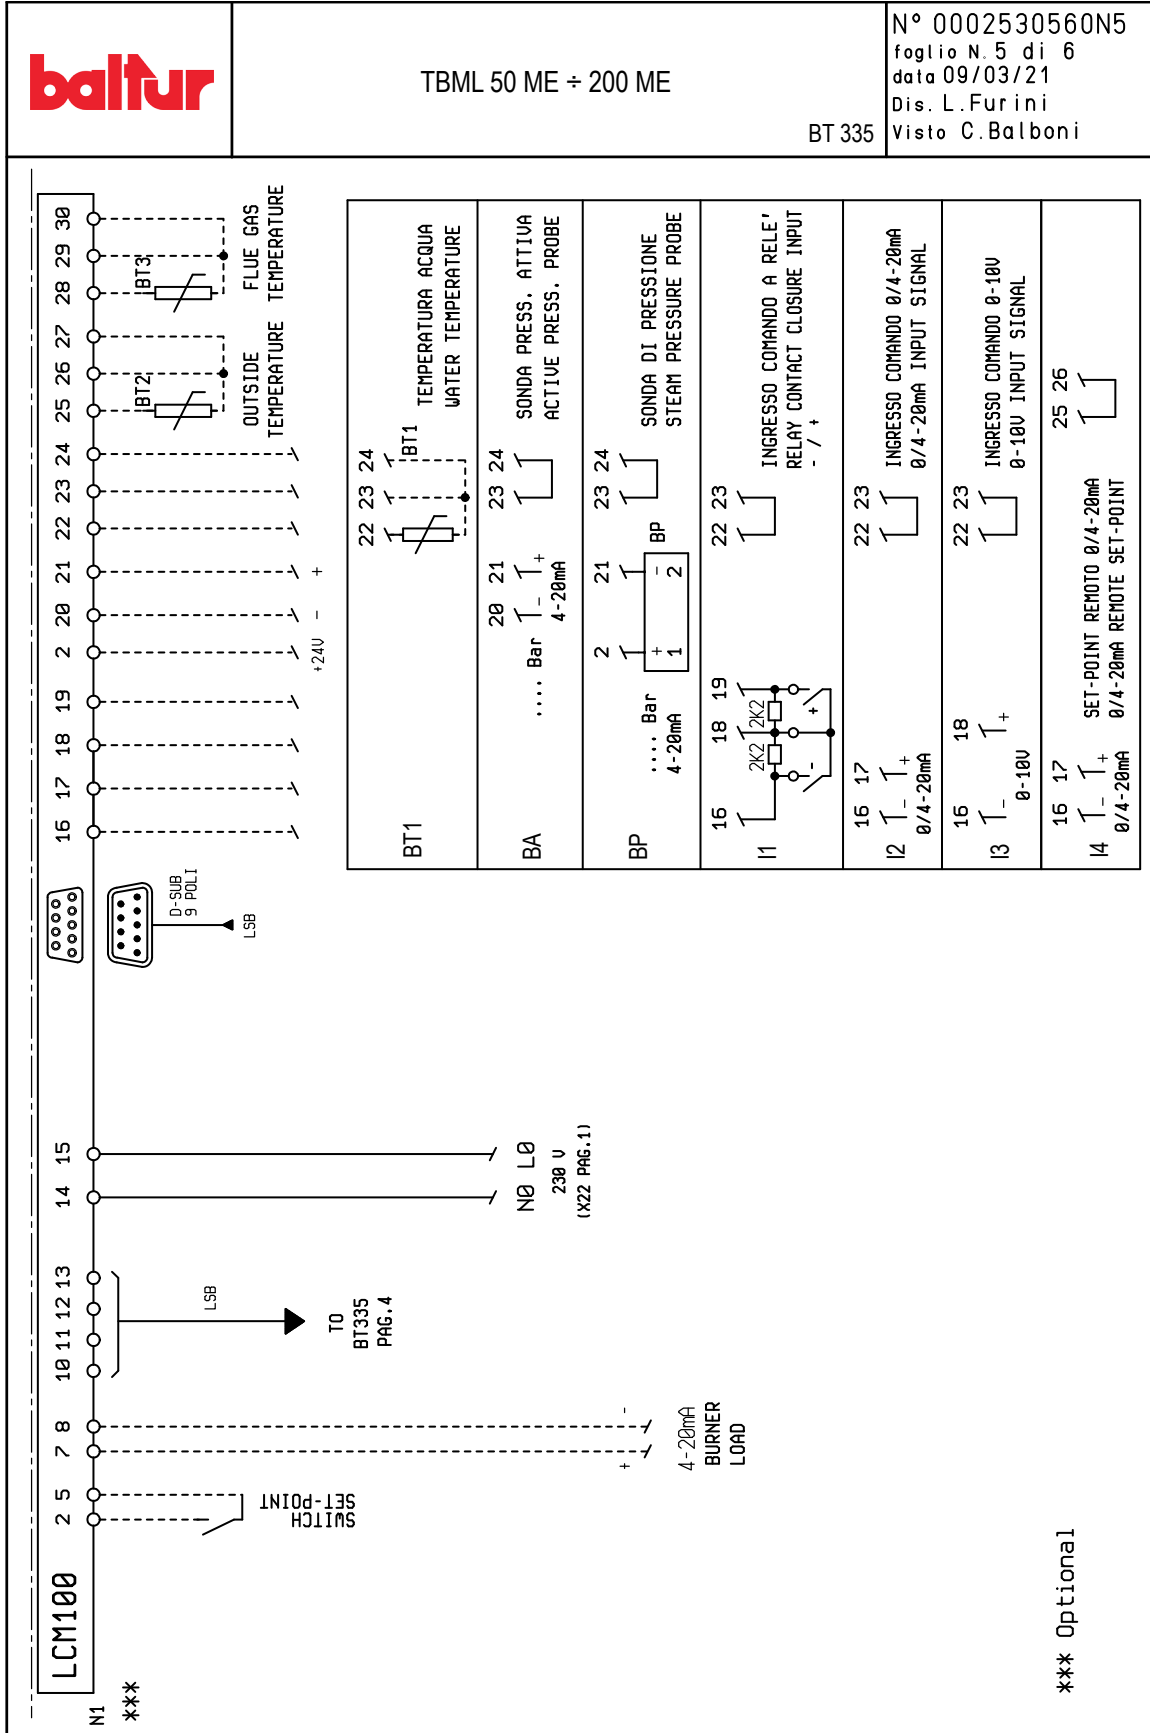 baltur
TBML 50 ME ÷ 200 ME
BT 335
N° 0002530560N5
foglio N. 5 di 6
data 09/03/21
Dis. L.Furini
Visto C.Balboni
N1
***
LCM100
2 5 7 8 10 11 12 13 14 15 16 17 18 19 2 20 21 22 23 24 25 26 27 28 29 30
SWITCH
SET-POINT
+ -
4-20mA
BURNER
LOAD
LSB
TO
BT335
PAG.4
N0 L0
230 V
(X22 PAG.1)
D-SUB
9 POLI
LSB
+24V - +
BT2
OUTSIDE
TEMPERATURE
BT3
FLUE GAS
TEMPERATURE
BT1
22 23 24
BT1
TEMPERATURA ACQUA
WATER TEMPERATURE
BA
.... Bar
20 21
- +
4-20mA
23 24
SONDA PRESS. ATTIVA
ACTIVE PRESS. PROBE
BP
.... Bar
4-20mA
2 21
+ -
1 2
BP
23 24
SONDA DI PRESSIONE
STEAM PRESSURE PROBE
I1
16 18 19
2K2 2K2
- +
22 23
INGRESSO COMANDO A RELE'
RELAY CONTACT CLOSURE INPUT
- / +
I2
16 17
- +
0/4-20mA
22 23
INGRESSO COMANDO 0/4-20mA
0/4-20mA INPUT SIGNAL
I3
16 18
- +
0-10V
22 23
INGRESSO COMANDO 0-10V
0-10V INPUT SIGNAL
I4
16 17
- +
0/4-20mA
SET-POINT REMOTO 0/4-20mA
0/4-20mA REMOTE SET-POINT
25 26
*** Optional